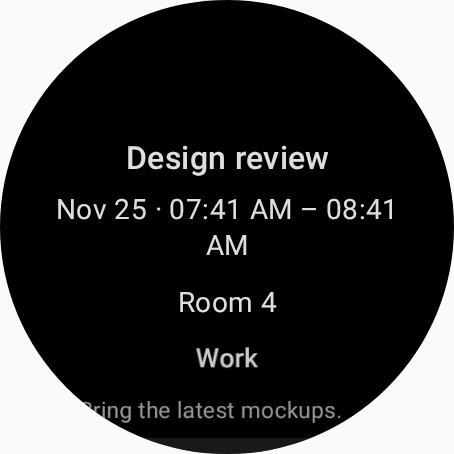 Design review
Nov 25 · 07:41 AM – 08:41
AM
Room 4
Work
Bring the latest mockups.